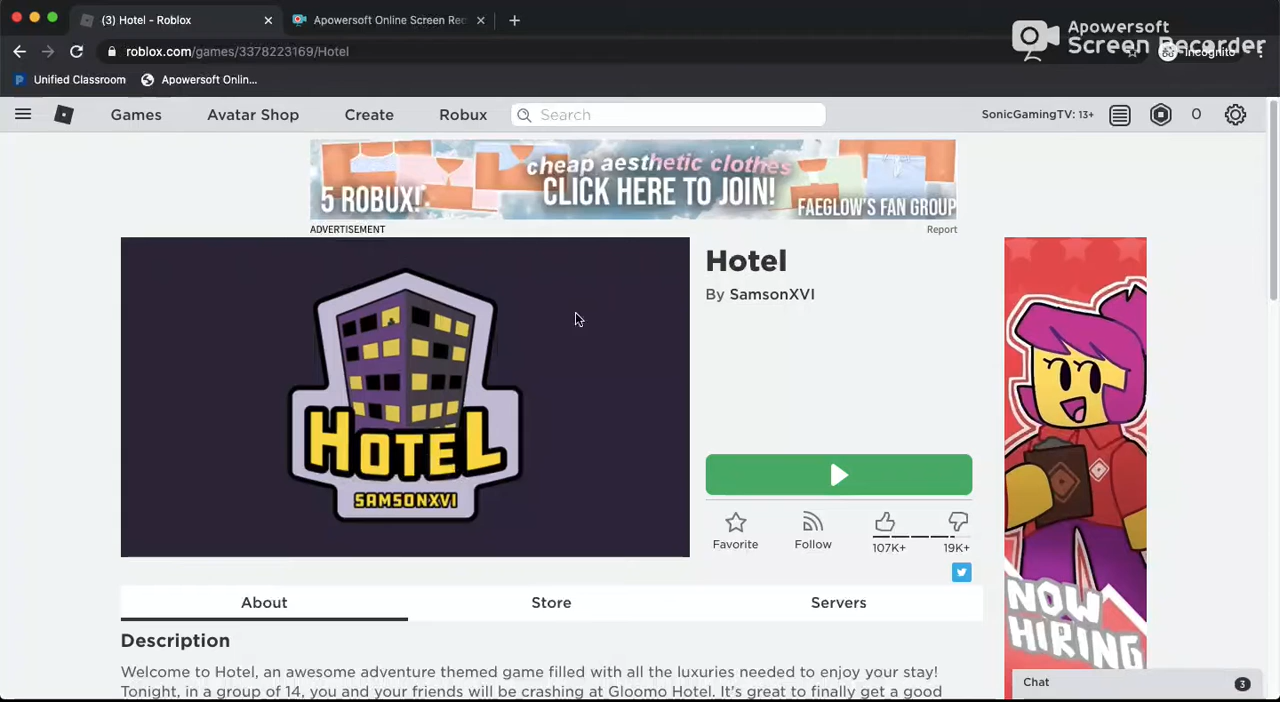 (3) Hotel - Roblox
Apowersoft Online Screen Rec
Apowersoft
Screen Recorder
roblox.com/games/3378223169/Hotel
Incognito
Unified Classroom
Apowersoft Onlin...
Games
Avatar Shop
Create
Robux
Search
SonicGamingTV: 13+
0
5 ROBUX!
cheap aesthetic clothes
CLICK HERE TO JOIN!
FAEGLOW'S FAN GROUP
ADVERTISEMENT
Report
HOTEL
SAMSONXVI
Hotel
By SamsonXVI
Favorite
Follow
107K+
19K+
NOW
HIRING
About
Store
Servers
Description
Welcome to Hotel, an awesome adventure themed game filled with all the luxuries needed to enjoy your stay!
Tonight, in a group of 14, you and your friends will be crashing at Gloomo Hotel. It's great to finally get a good
Chat
3